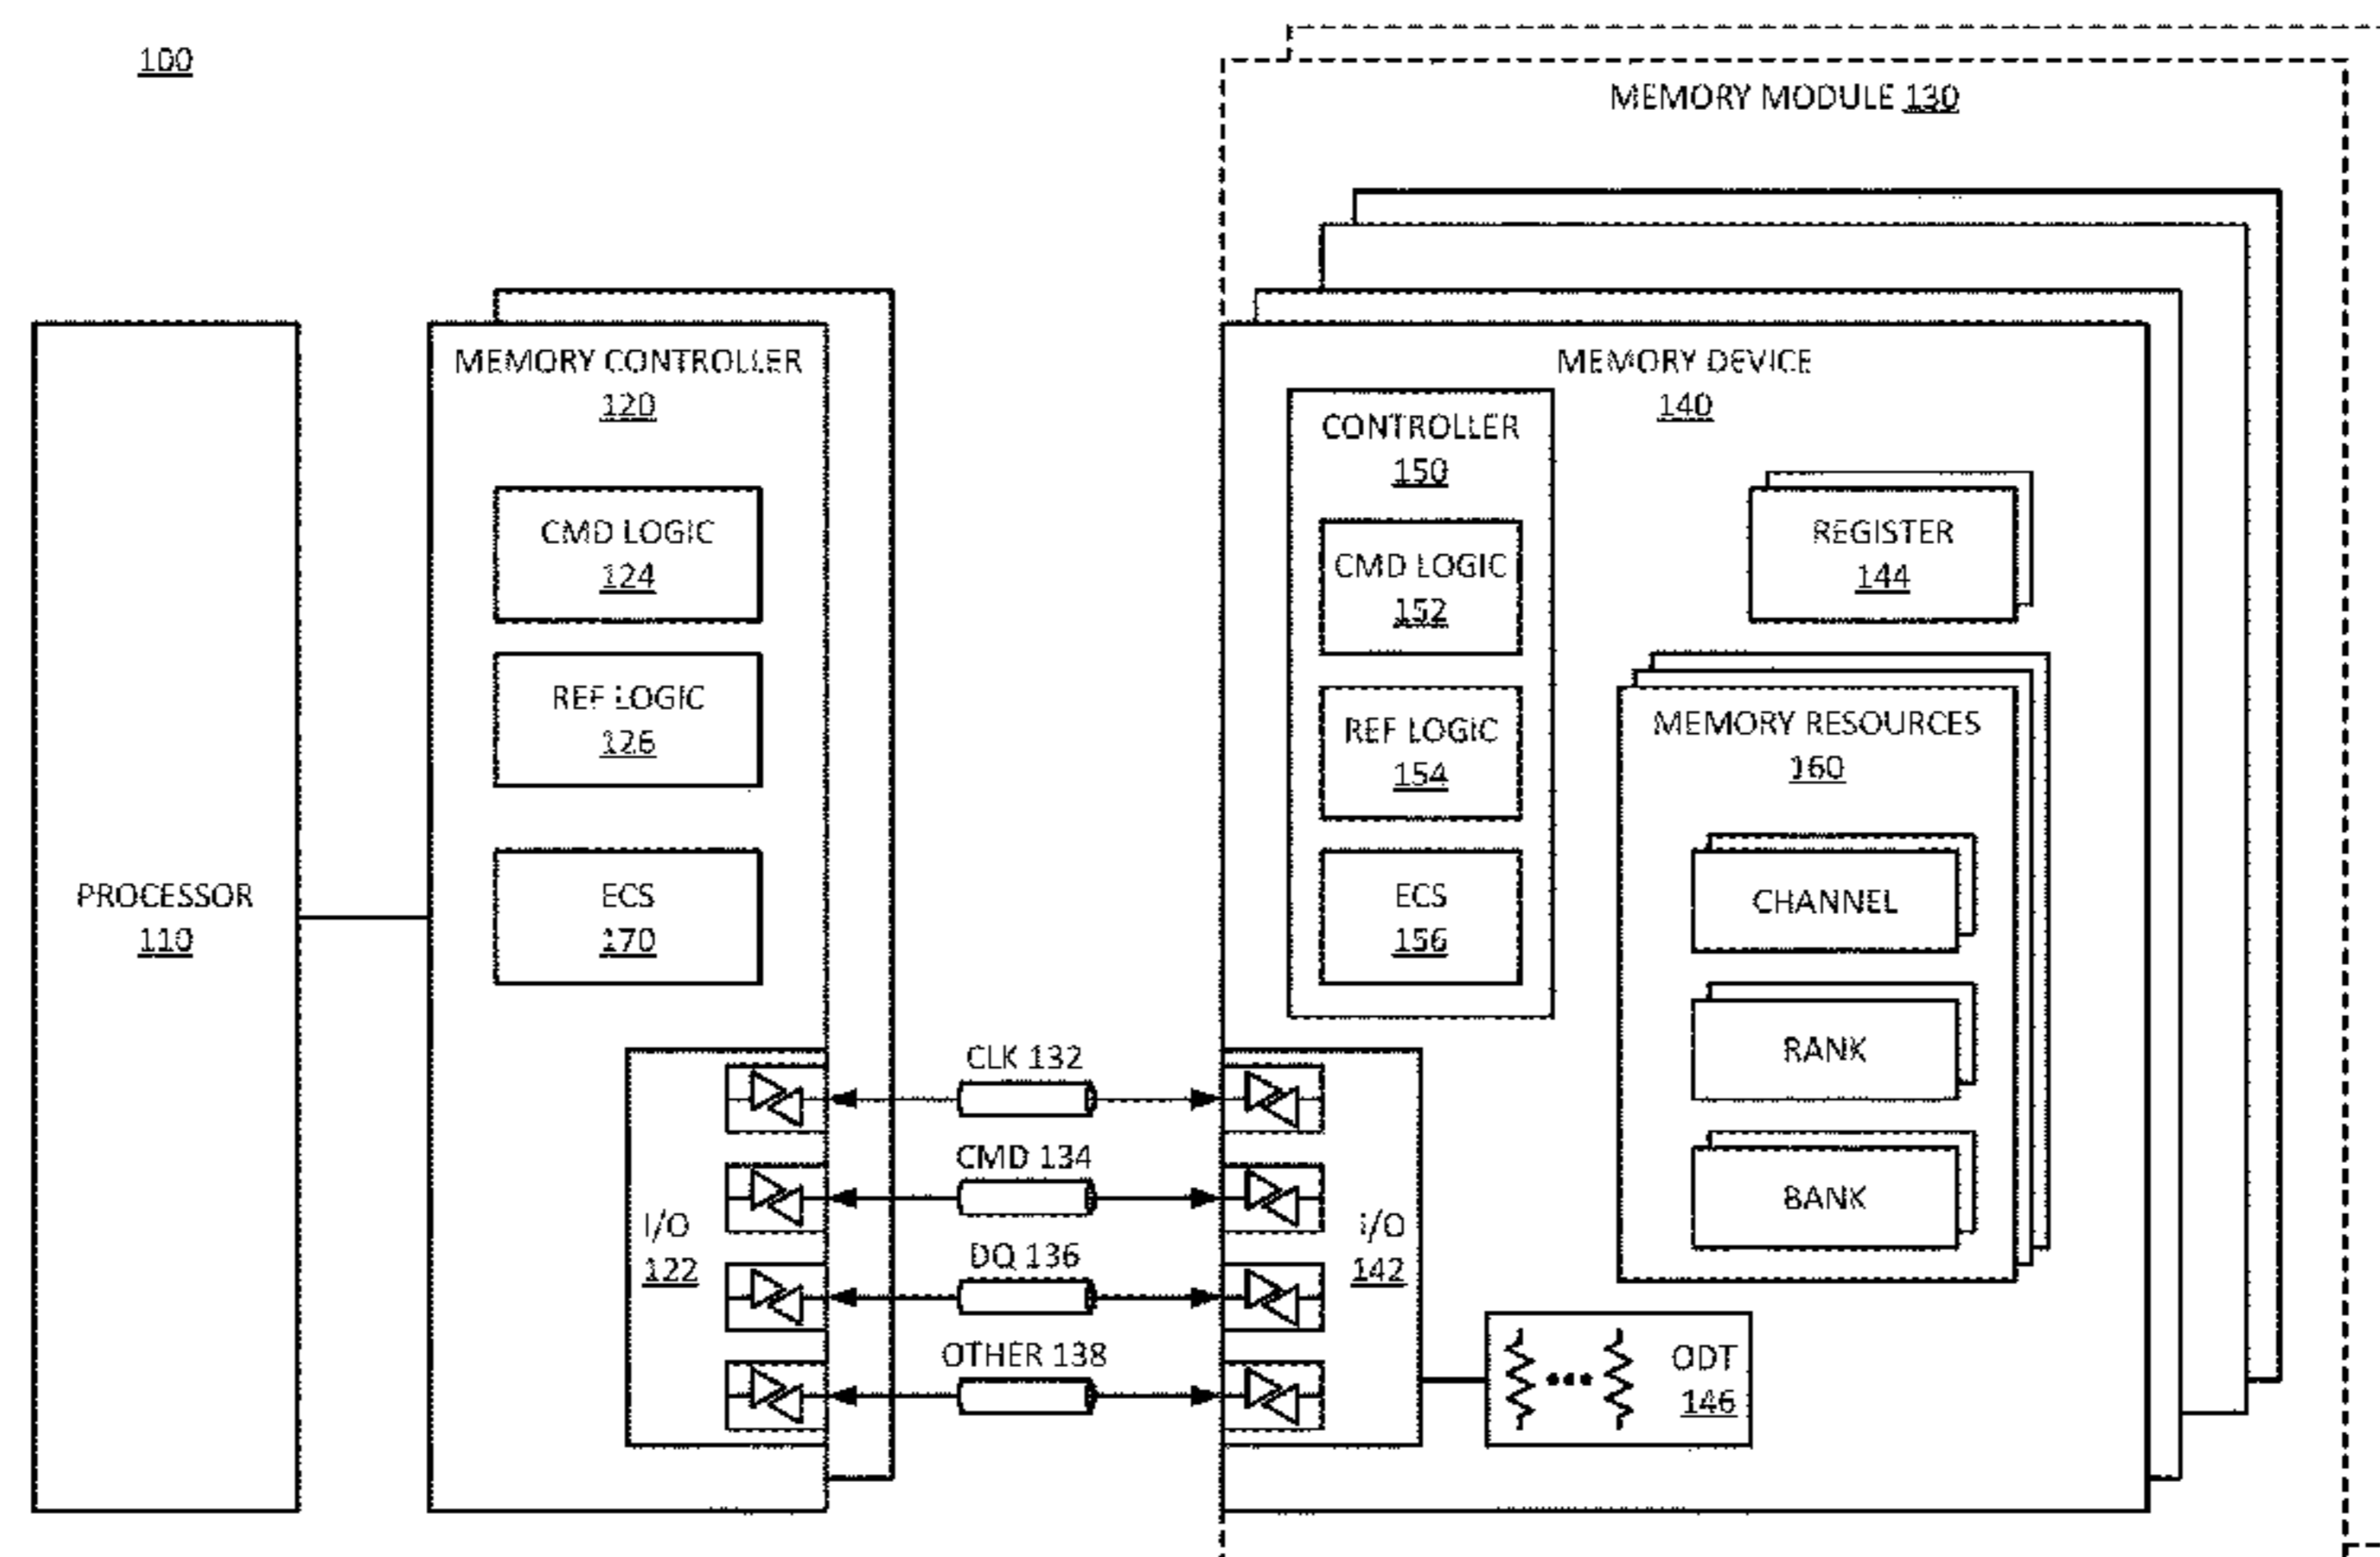 100
MEMORY MODULE 130
PROCESSOR
110
MEMORY CONTROLLER
120
CMD LOGIC
124
REF LOGIC
126
ECS
170
I/O
122
CLK 132
CMD 134
DQ 136
OTHER 138
MEMORY DEVICE
140
CONTROLLER
150
CMD LOGIC
152
REF LOGIC
154
ECS
156
I/O
142
REGISTER
144
MEMORY RESOURCES
160
CHANNEL
RANK
BANK
ODT
146